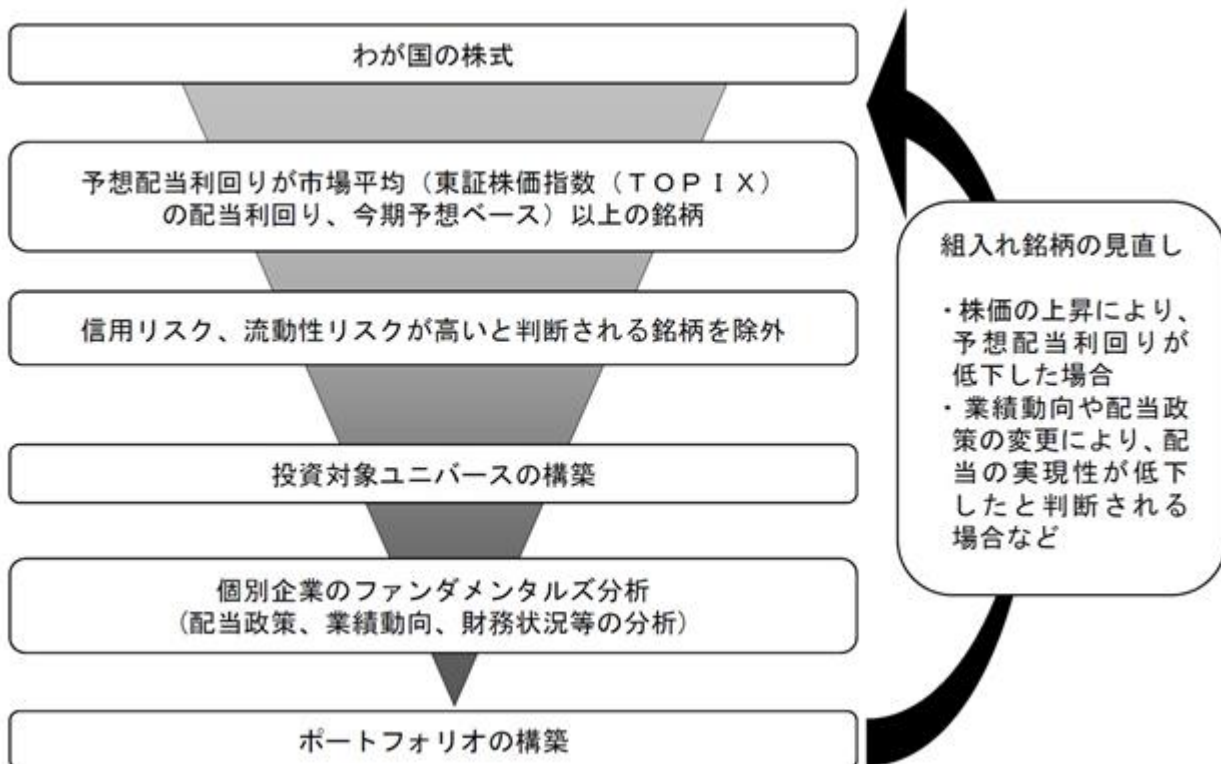 わが国の株式
予想配当利回りが市場平均（東証株価指数（ＴＯＰＩＸ）
の配当利回り、今期予想ベース）以上の銘柄
信用リスク、流動性リスクが高いと判断される銘柄を除外
投資対象ユニバースの構築
個別企業のファンダメンタルズ分析
（配当政策、業績動向、財務状況等の分析）
ポートフォリオの構築
組入れ銘柄の見直し
・株価の上昇により、
予想配当利回りが
低下した場合
・業績動向や配当政
策の変更により、配
当の実現性が低下
したと判断される
場合など